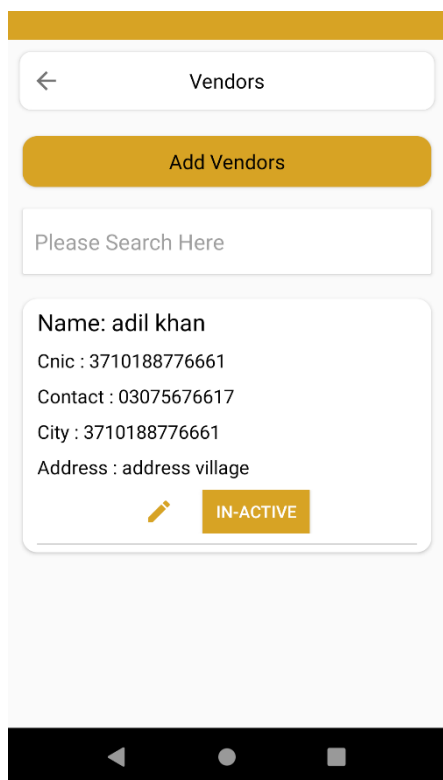 Vendors
Add Vendors
Please Search Here
Name: adil khan
Cnic : 3710188776661
Contact : 03075676617
City : 3710188776661
Address : address village
IN-ACTIVE